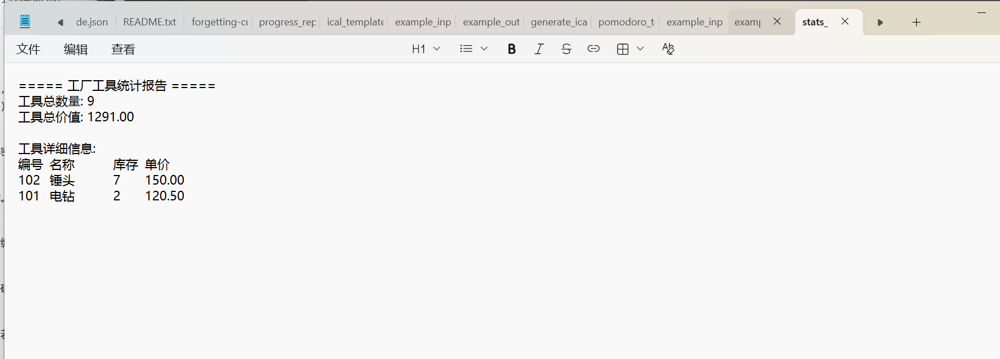 de.json README.txt forgetting-cu progress_rep ical_template example_inp example_out generate_ica pomodoro_t example_inp examp stats_
文件 编辑 查看 H1 B I S
===== 工厂工具统计报告 =====
工具总数量: 9
工具总价值: 1291.00
工具详细信息:
编号 名称 库存 单价
102 锤头 7 150.00
101 电钻 2 120.50